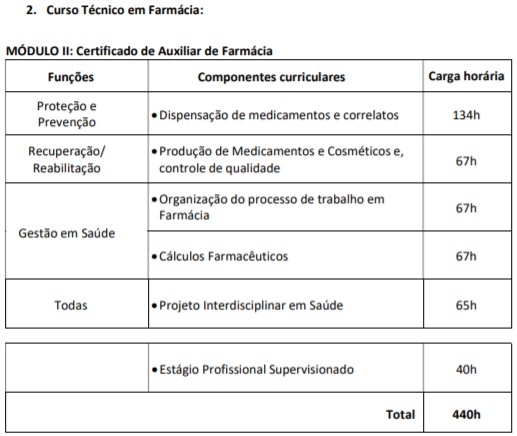 2. Curso Técnico em Farmácia:
MÓDULO II: Certificado de Auxiliar de Farmácia
Funções Componentes curriculares Carga horária
Proteção e
Prevenção
• Dispensação de medicamentos e correlatos 134h
Recuperação/
Reabilitação
• Produção de Medicamentos e Cosméticos e,
controle de qualidade
67h
Gestão em Saúde
• Organização do processo de trabalho em
Farmácia
67h
• Cálculos Farmacêuticos 67h
Todas • Projeto Interdisciplinar em Saúde 65h
• Estágio Profissional Supervisionado 40h
Total 440h